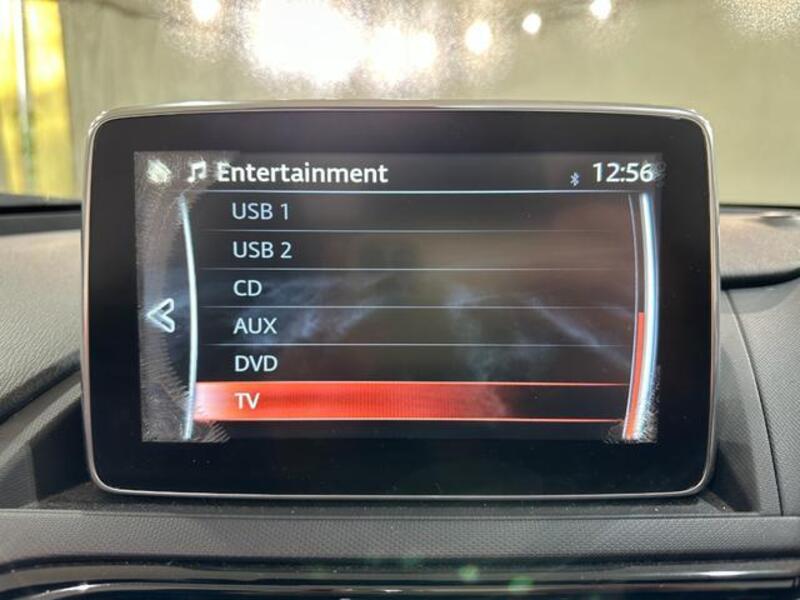 Entertainment
12:56
USB 1
USB 2
CD
AUX
DVD
TV